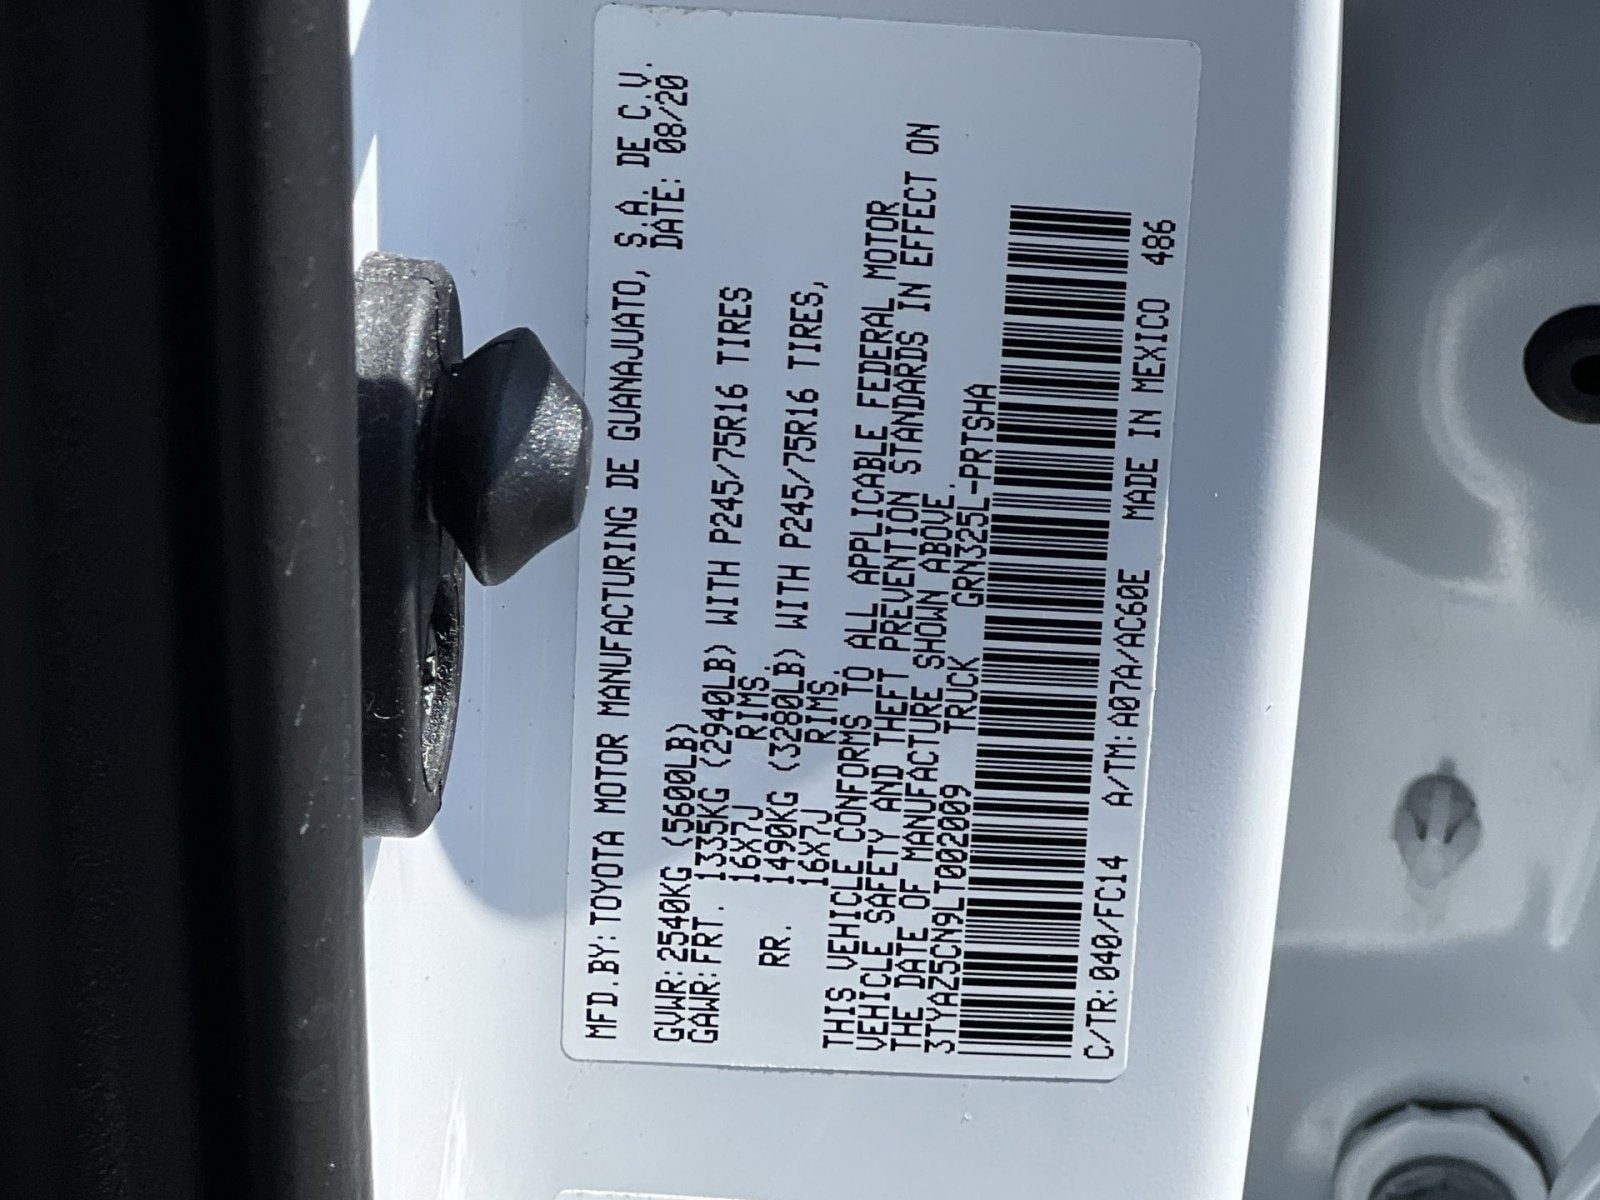 MFD.BY:TOYOTA MOTOR MANUFACTURING DE GUANAJUATO, S.A. DE C.V.
DATE: 08/20
GVWR:2540KG (5600LB)
GAWR:FRT. 1335KG (2940LB) WITH P245/75R16 TIRES
16X7J RIMS.
RR. 1490KG (3280LB) WITH P245/75R16 TIRES,
16X7J RIMS.
THIS VEHICLE CONFORMS TO ALL APPLICABLE FEDERAL MOTOR
VEHICLE SAFETY AND THEFT PREVENTION STANDARDS IN EFFECT ON
THE DATE OF MANUFACTURE SHOWN ABOVE.
3TYAZ5CN9LT002009 TRUCK GRN325L-PRTSHA
C/TR:040/FC14 A/TM:A07A/AC60E MADE IN MEXICO 486